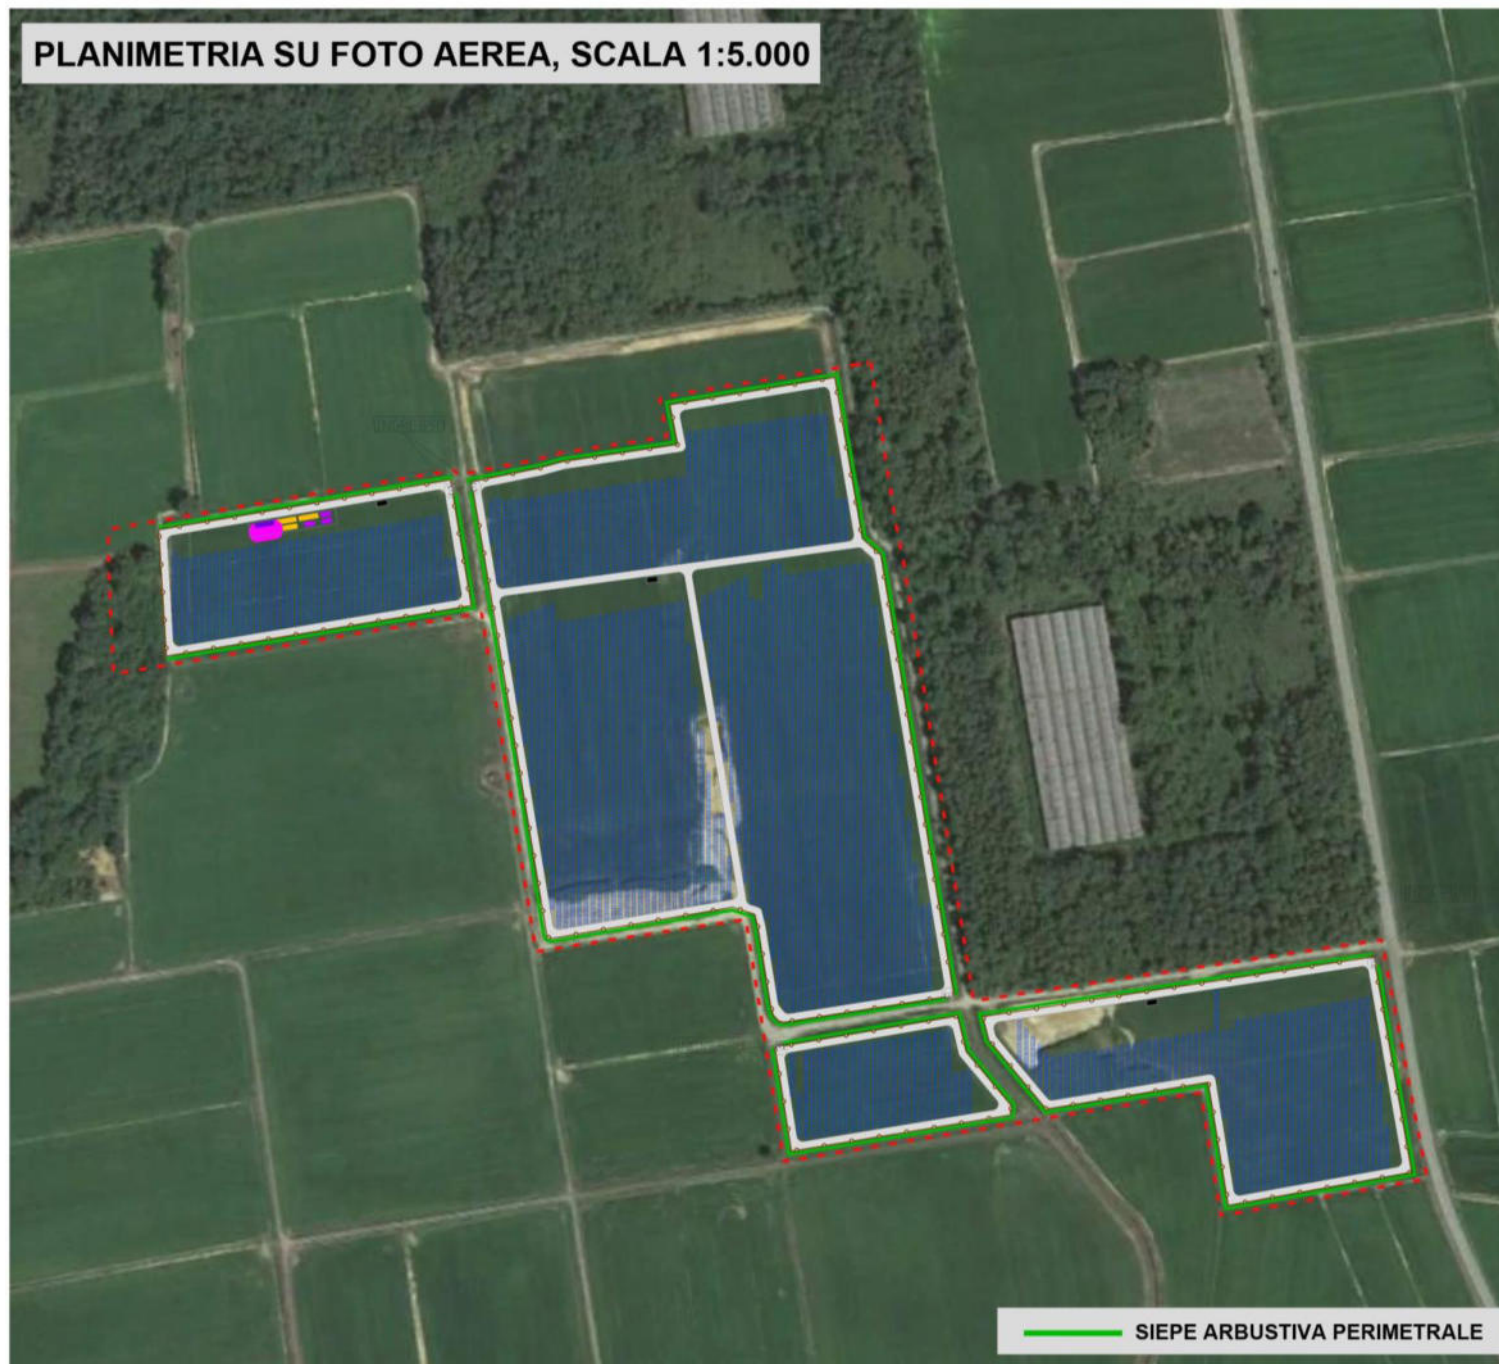 PLANIMETRIA SU FOTO AEREA, SCALA 1:5.000
SIEPE ARBUSTIVA PERIMETRALE